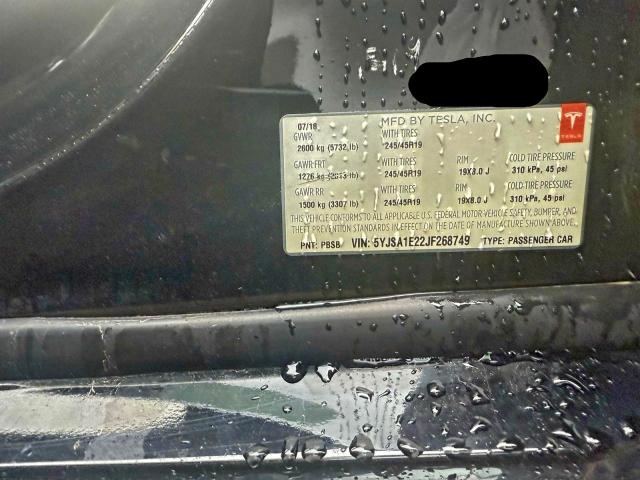 MFD BY TESLA, INC.
TESLA
07/18
GVWR WITH TIRES
2600 kg (5732 lb) 245/45R19
GAWR FRT WITH TIRES RIM COLD TIRE PRESSURE
1276 kg (2813 lb) 245/45R19 19X8.0 J 310 kPa, 45 psi
GAWR RR WITH TIRES RIM COLD TIRE PRESSURE
1500 kg (3307 lb) 245/45R19 19X8.0 J 310 kPa, 45 psi
THIS VEHICLE CONFORMS TO ALL APPLICABLE U.S. FEDERAL MOTOR VEHICLE SAFETY, BUMPER, AND
THEFT PREVENTION STANDARDS IN EFFECT ON THE DATE OF MANUFACTURE SHOWN ABOVE.
PNT: PBSB VIN: 5YJSA1E22JF268749 TYPE: PASSENGER CAR